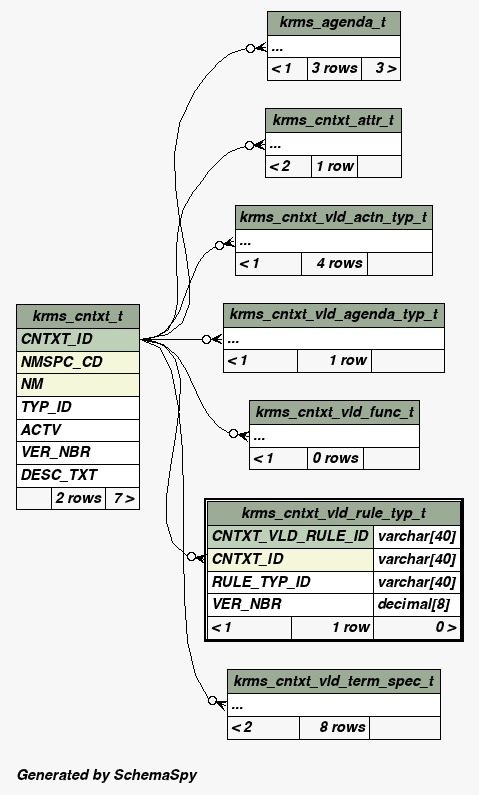 krms_agenda_t
...
< 1 3 rows 3 >
krms_cntxt_attr_t
...
< 2 1 row
krms_cntxt_vld_actn_typ_t
...
< 1 4 rows
krms_cntxt_t
CNTXT_ID
NMSPC_CD
NM
TYP_ID
ACTV
VER_NBR
DESC_TXT
2 rows 7 >
krms_cntxt_vld_agenda_typ_t
...
< 1 1 row
krms_cntxt_vld_func_t
...
< 1 0 rows
krms_cntxt_vld_rule_typ_t
CNTXT_VLD_RULE_ID varchar[40]
CNTXT_ID varchar[40]
RULE_TYP_ID varchar[40]
VER_NBR decimal[8]
< 1 1 row 0 >
krms_cntxt_vld_term_spec_t
...
< 2 8 rows
Generated by SchemaSpy